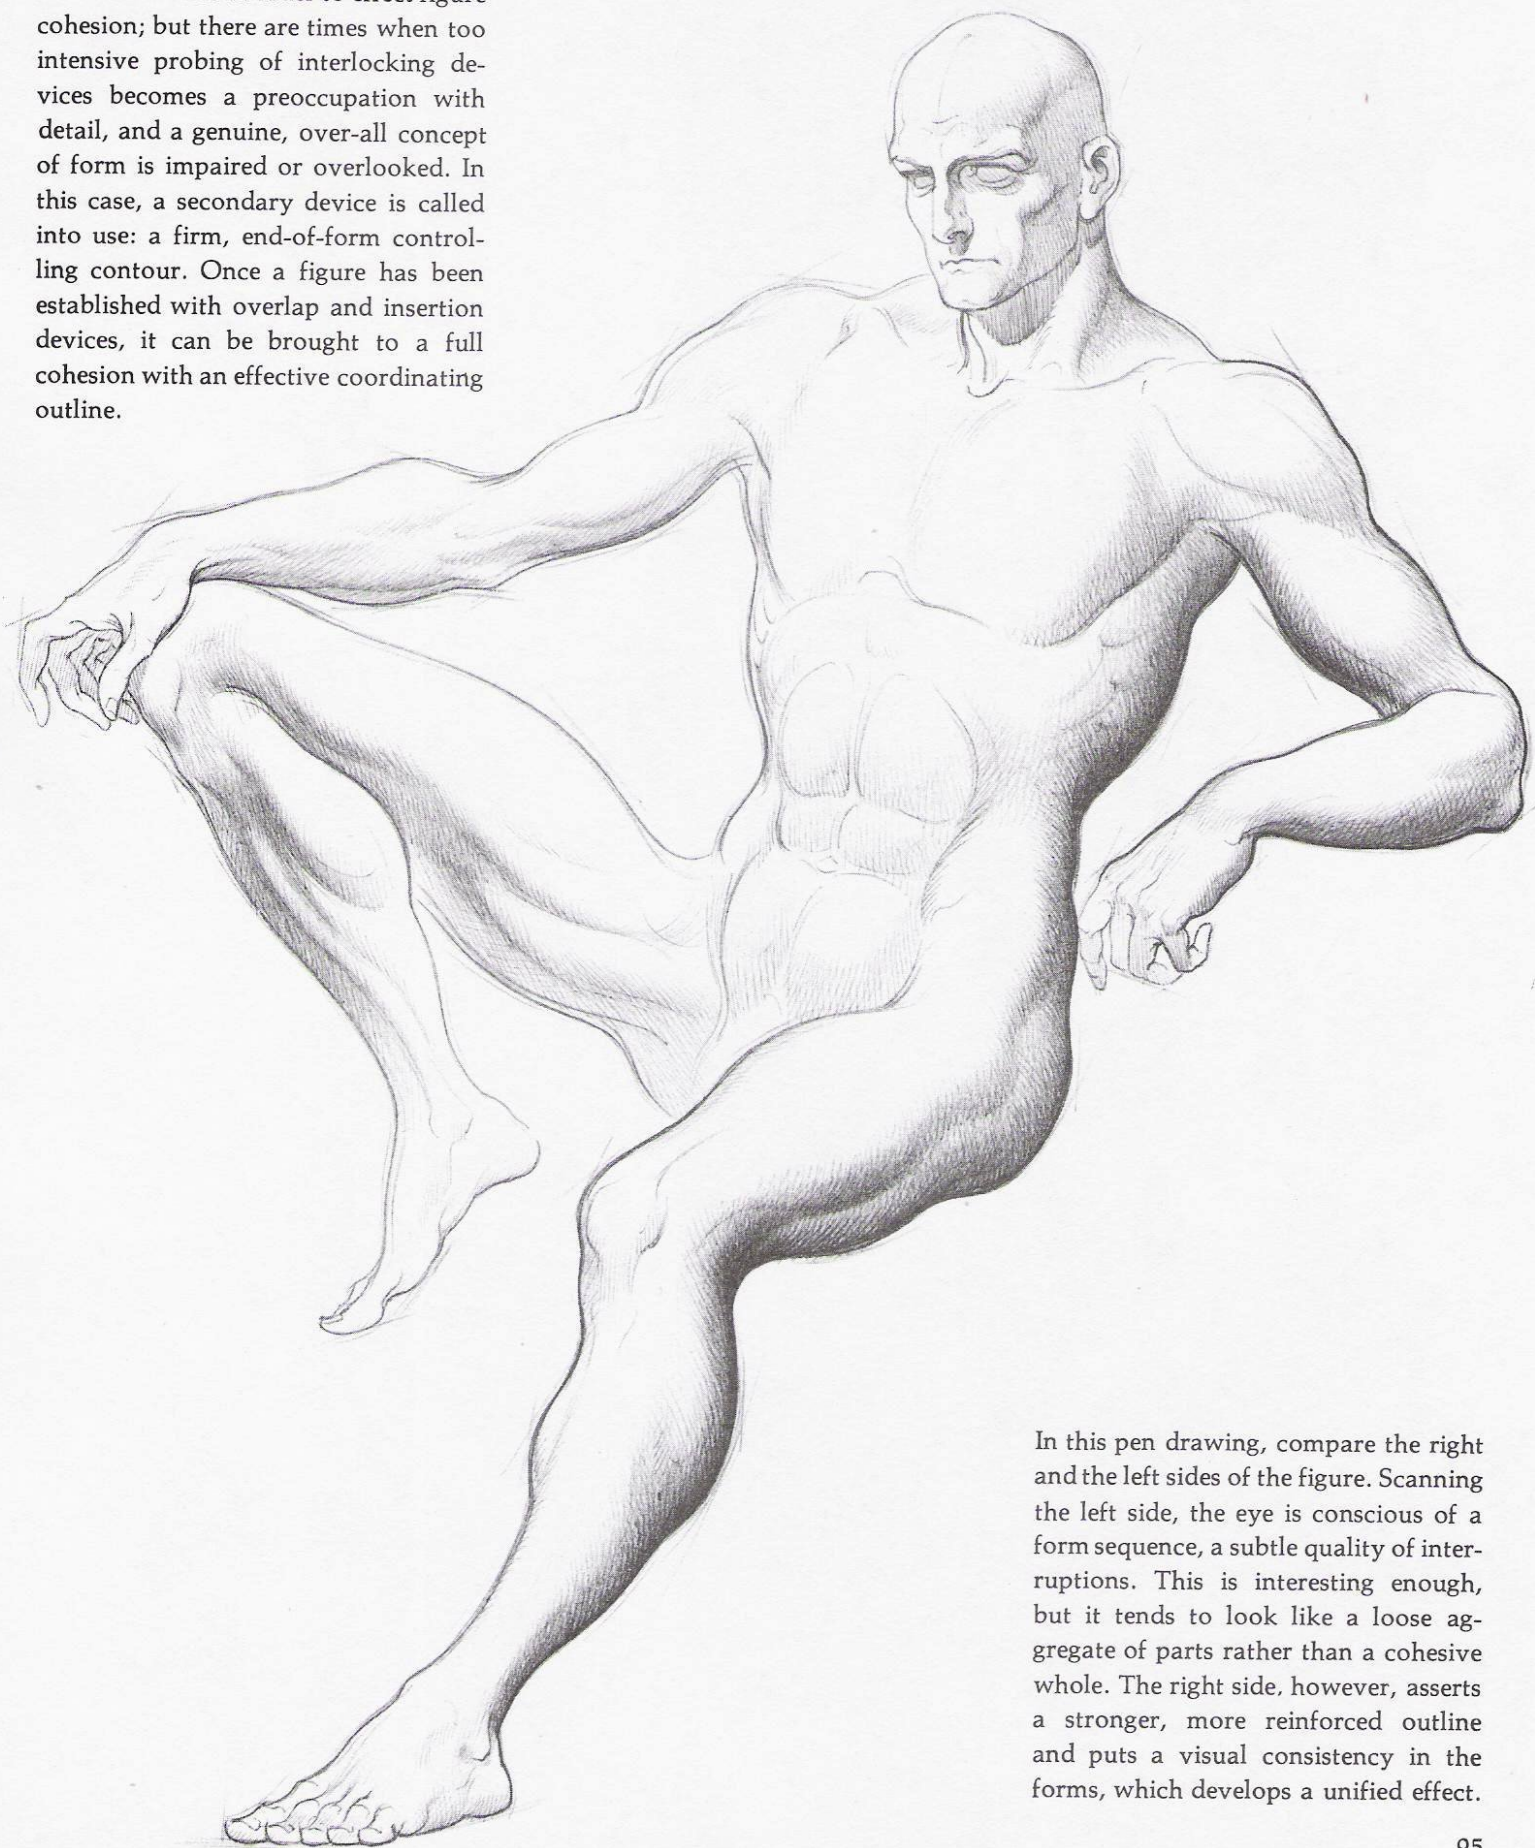 figure
cohesion; but there are times when too
intensive probing of interlocking de-
vices becomes a preoccupation with
detail, and a genuine, over-all concept
of form is impaired or overlooked. In
this case, a secondary device is called
into use: a firm, end-of-form control-
ling contour. Once a figure has been
established with overlap and insertion
devices, it can be brought to a full
cohesion with an effective coordinating
outline.
In this pen drawing, compare the right
and the left sides of the figure. Scanning
the left side, the eye is conscious of a
form sequence, a subtle quality of inter-
ruptions. This is interesting enough,
but it tends to look like a loose ag-
gregate of parts rather than a cohesive
whole. The right side, however, asserts
a stronger, more reinforced outline
and puts a visual consistency in the
forms, which develops a unified effect.